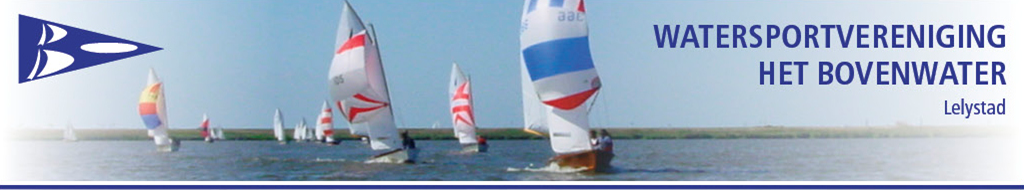 WATERSPORTVERENIGING
HET BOVENWATER
Lelystad